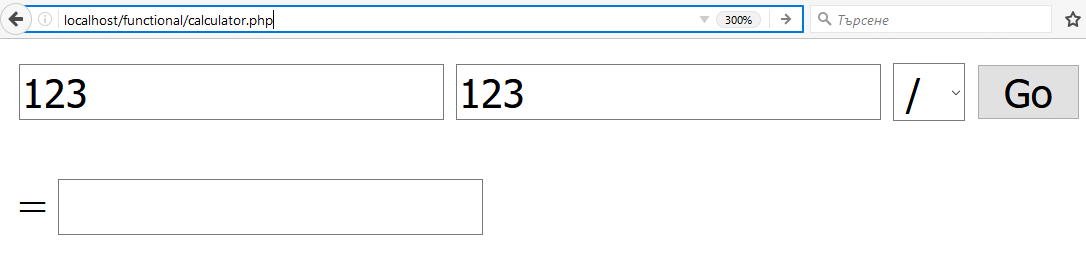 localhost/functional/calculator.php 300% Търсене
123 123 / Go
=